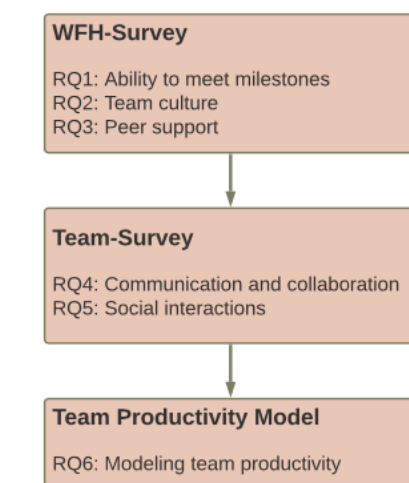 WFH-Survey
RQ1: Ability to meet milestones
RQ2: Team culture
RQ3: Peer support
Team-Survey
RQ4: Communication and collaboration
RQ5: Social interactions
Team Productivity Model
RQ6: Modeling team productivity